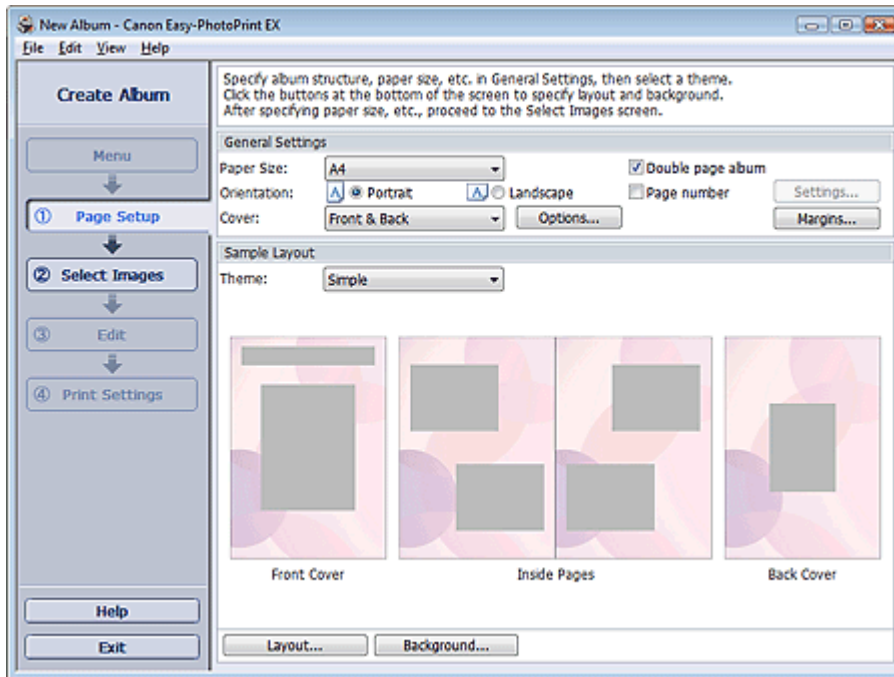 New Album - Canon Easy-PhotoPrint EX
File Edit View Help
Create Album
Menu
① Page Setup
② Select Images
③ Edit
④ Print Settings
Help
Exit
Specify album structure, paper size, etc. in General Settings, then select a theme.
Click the buttons at the bottom of the screen to specify layout and background.
After specifying paper size, etc., proceed to the Select Images screen.
General Settings
Paper Size: A4 Double page album
Orientation: A Portrait A Landscape Page number Settings...
Cover: Front & Back Options... Margins...
Sample Layout
Theme: Simple
Front Cover Inside Pages Back Cover
Layout... Background...